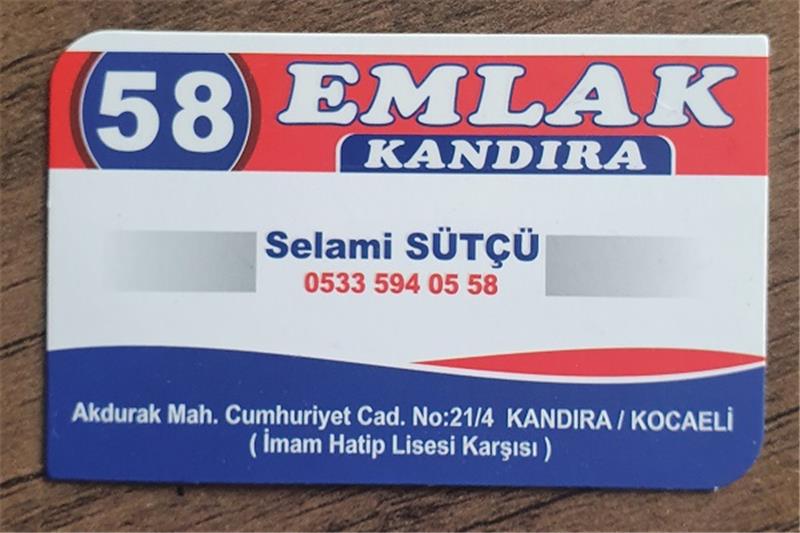 58 EMLAK
KANDIRA
Selami SÜTÇÜ
0533 594 05 58
Akdurak Mah. Cumhuriyet Cad. No:21/4 KANDIRA / KOCAELİ
( İmam Hatip Lisesi Karşısı )